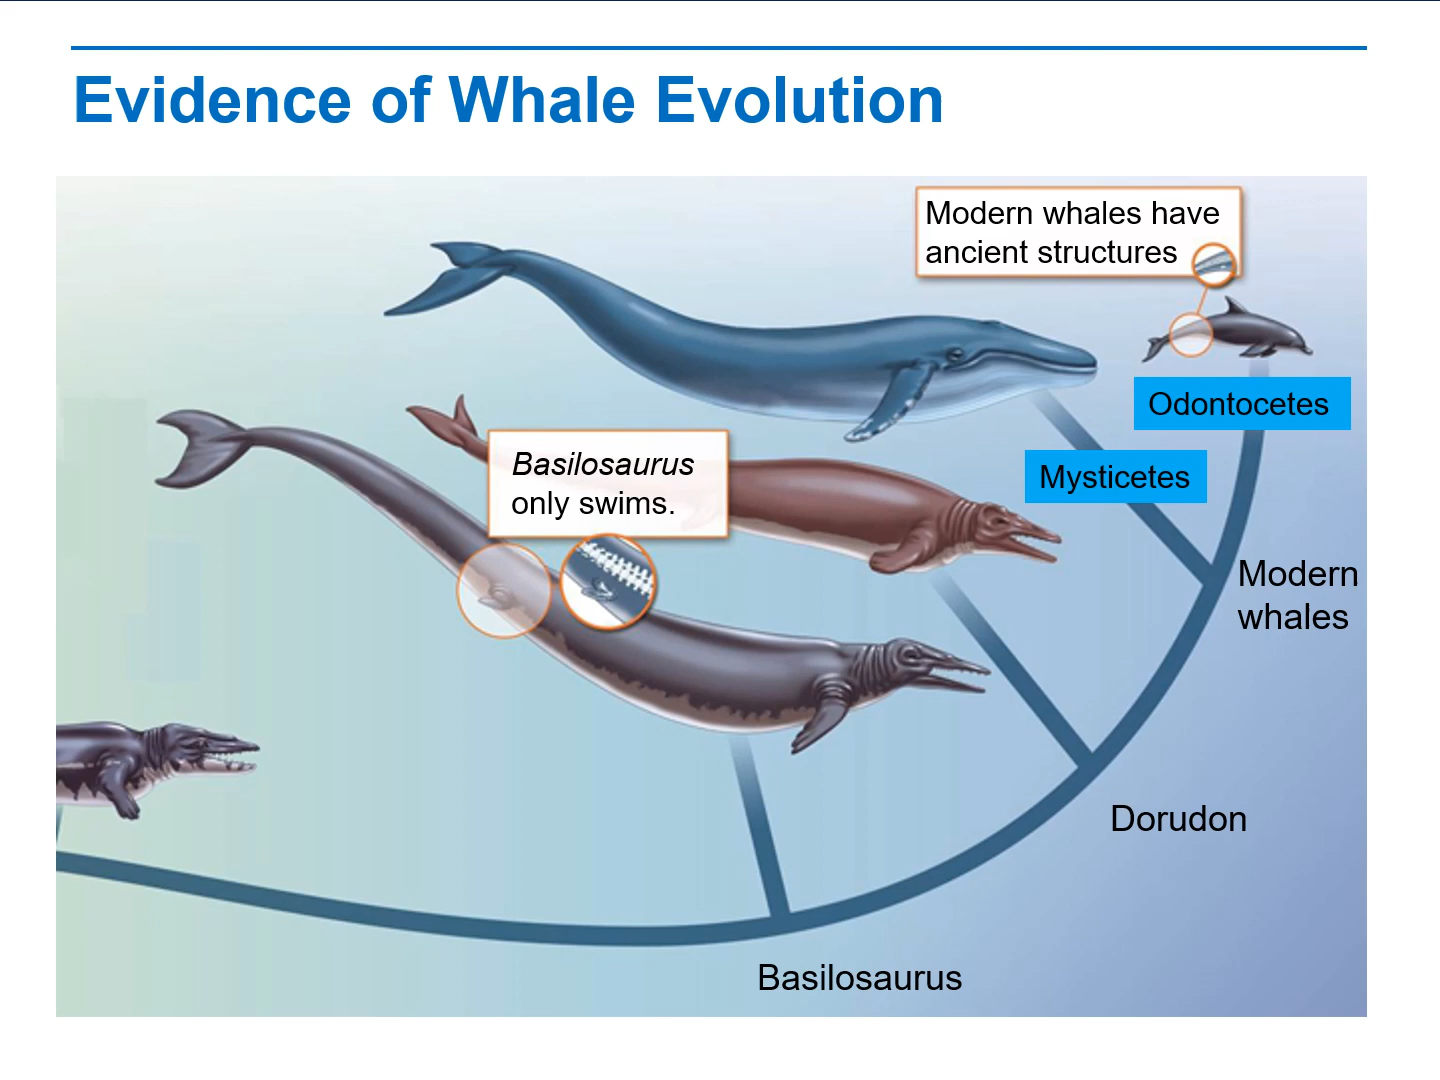 Evidence of Whale Evolution
Modern whales have
ancient structures
Odontocetes
Basilosaurus
only swims.
Mysticetes
Modern
whales
Dorudon
Basilosaurus